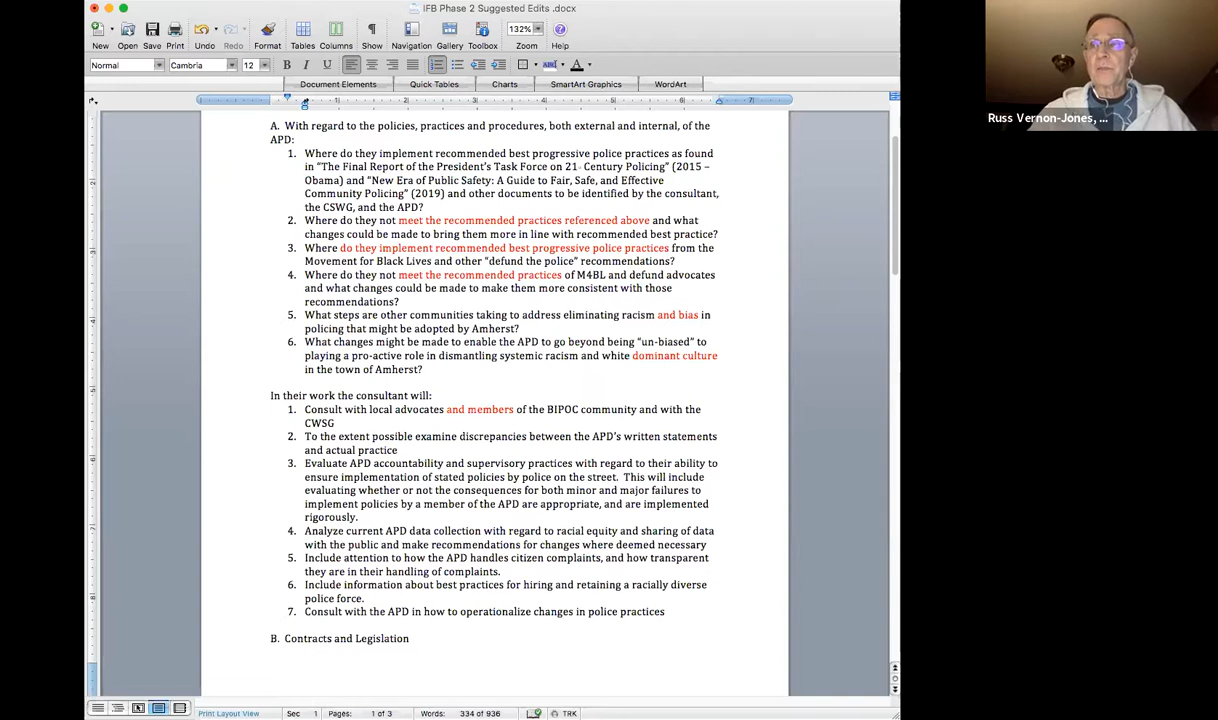 IFB Phase 2 Suggested Edits .docx
132%
New Open Save Print Undo Redo Format Tables Columns Show Navigation Gallery Toolbox Zoom Help
Normal Cambria 12 B I U A
Document Elements Quick Tables Charts SmartArt Graphics WordArt
1 2 3 4 5 6 7
Russ Vernon-Jones, ...
A. With regard to the policies, practices and procedures, both external and internal, of the
APD:
1. Where do they implement recommended best progressive police practices as found
in “The Final Report of the President’s Task Force on 21- Century Policing” (2015 –
Obama) and “New Era of Public Safety: A Guide to Fair, Safe, and Effective
Community Policing” (2019) and other documents to be identified by the consultant,
the CSWG, and the APD?
2. Where do they not meet the recommended practices referenced above and what
changes could be made to bring them more in line with recommended best practice?
3. Where do they implement recommended best progressive police practices from the
Movement for Black Lives and other “defund the police” recommendations?
4. Where do they not meet the recommended practices of M4BL and defund advocates
and what changes could be made to make them more consistent with those
recommendations?
5. What steps are other communities taking to address eliminating racism and bias in
policing that might be adopted by Amherst?
6. What changes might be made to enable the APD to go beyond being “un-biased” to
playing a pro-active role in dismantling systemic racism and white dominant culture
in the town of Amherst?
In their work the consultant will:
1. Consult with local advocates and members of the BIPOC community and with the
CWSG
2. To the extent possible examine discrepancies between the APD’s written statements
and actual practice
3. Evaluate APD accountability and supervisory practices with regard to their ability to
ensure implementation of stated policies by police on the street. This will include
evaluating whether or not the consequences for both minor and major failures to
implement policies by a member of the APD are appropriate, and are implemented
rigorously.
4. Analyze current APD data collection with regard to racial equity and sharing of data
with the public and make recommendations for changes where deemed necessary
5. Include attention to how the APD handles citizen complaints, and how transparent
they are in their handling of complaints.
6. Include information about best practices for hiring and retaining a racially diverse
police force.
7. Consult with the APD in how to operationalize changes in police practices
B. Contracts and Legislation
Print Layout View Sec 1 Pages: 1 of 3 Words: 334 of 936 TRK